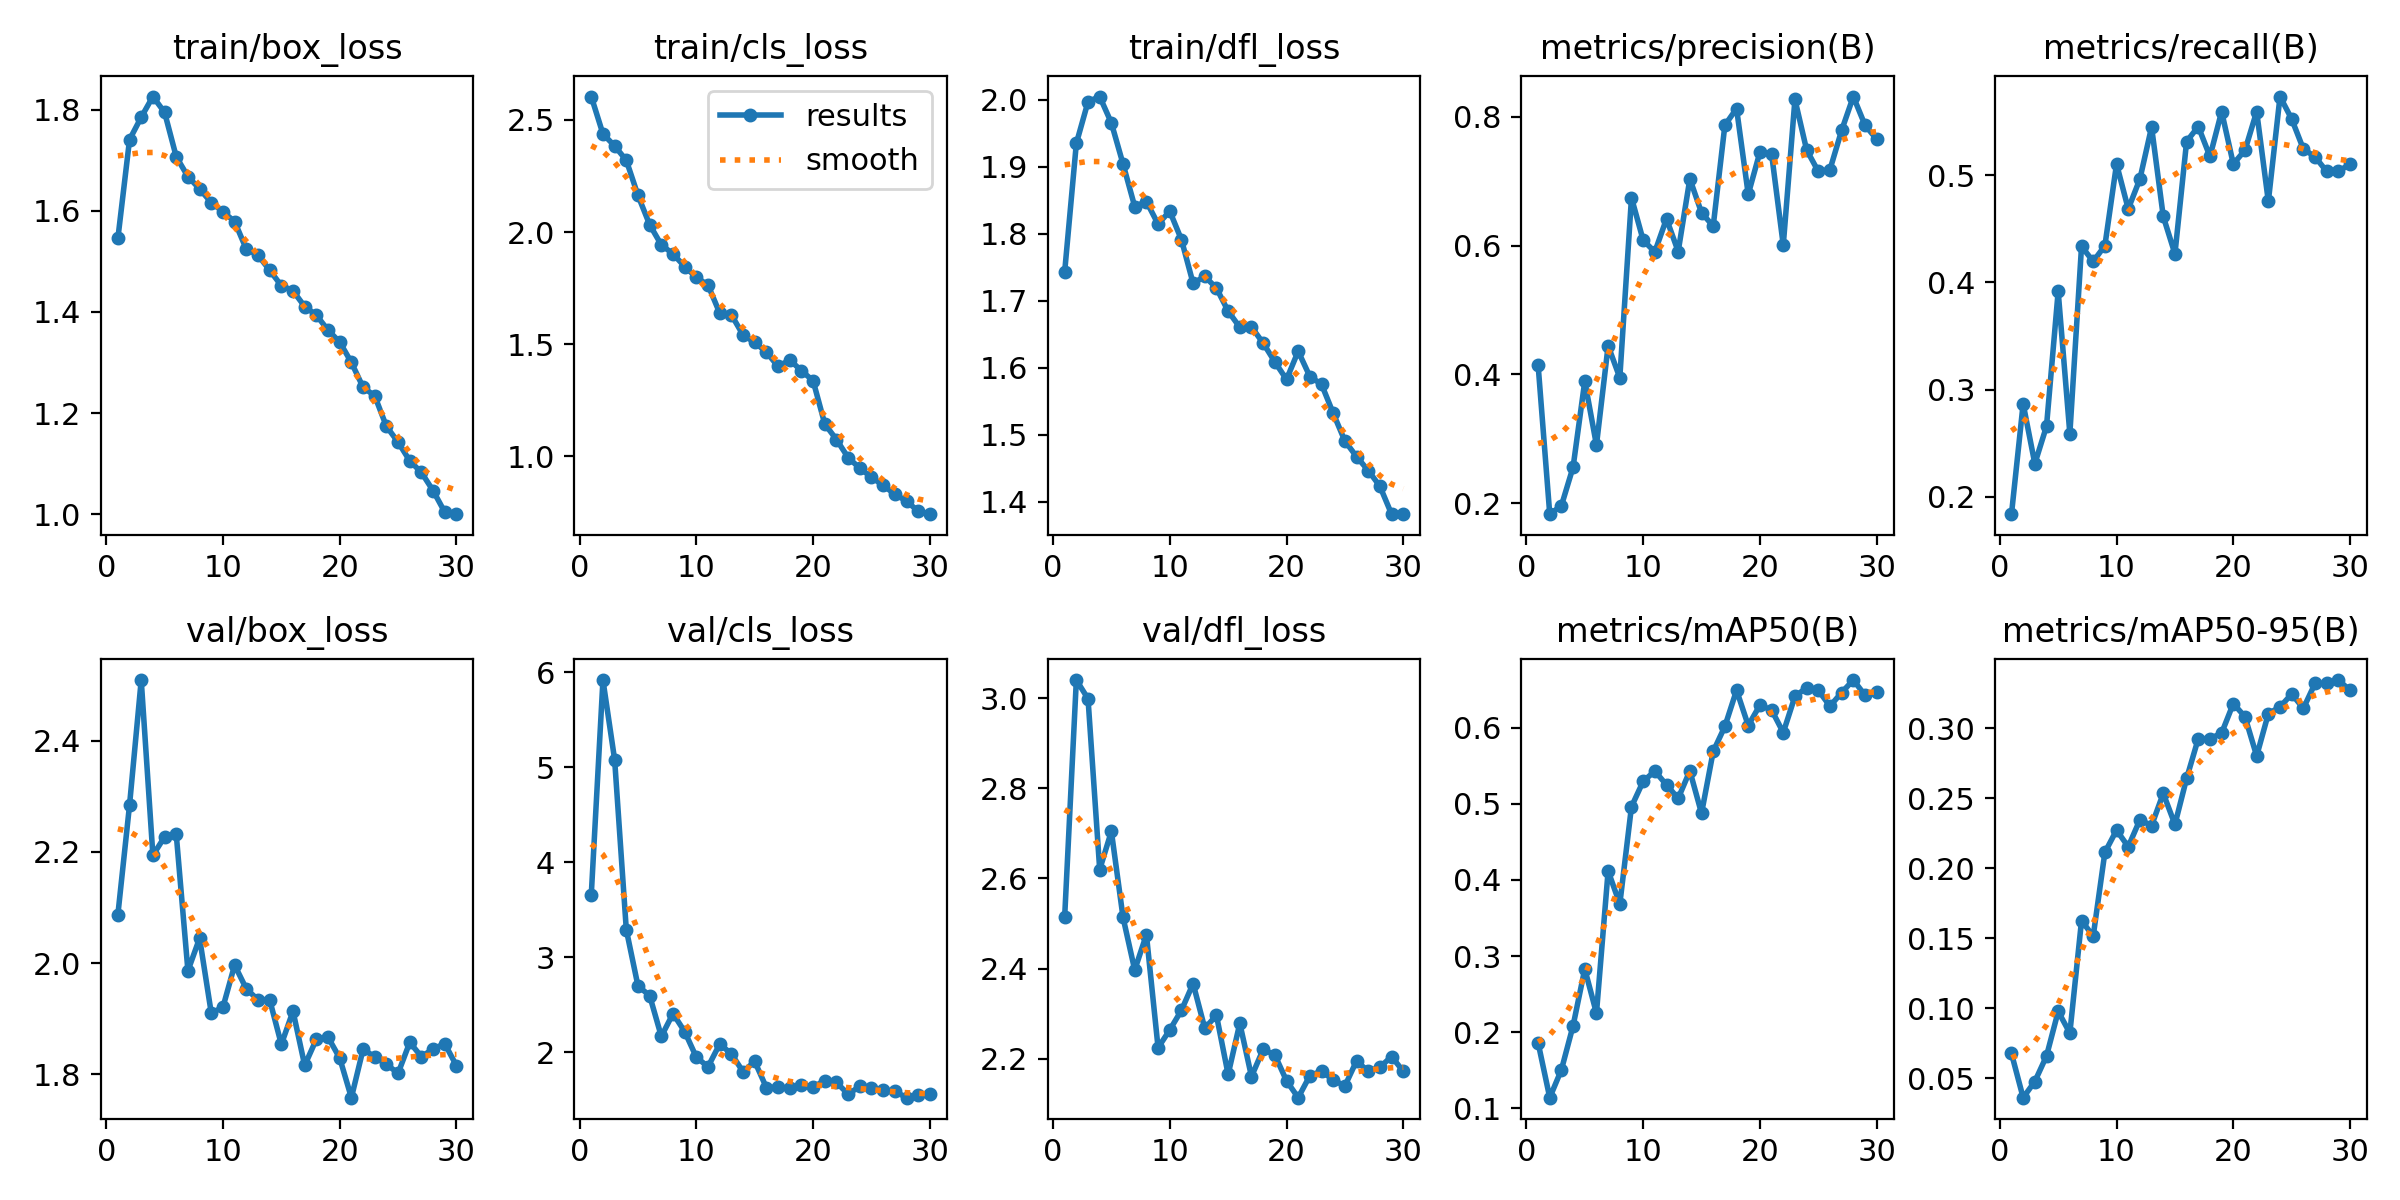 train/box_loss
1.8
1.6
1.4
1.2
1.0
0 10 20 30
train/cls_loss
results
smooth
2.5
2.0
1.5
1.0
0 10 20 30
train/dfl_loss
2.0
1.9
1.8
1.7
1.6
1.5
1.4
0 10 20 30
metrics/precision(B)
0.8
0.6
0.4
0.2
0 10 20 30
metrics/recall(B)
0.5
0.4
0.3
0.2
0 10 20 30
val/box_loss
2.4
2.2
2.0
1.8
0 10 20 30
val/cls_loss
6
5
4
3
2
0 10 20 30
val/dfl_loss
3.0
2.8
2.6
2.4
2.2
0 10 20 30
metrics/mAP50(B)
0.6
0.5
0.4
0.3
0.2
0.1
0 10 20 30
metrics/mAP50-95(B)
0.30
0.25
0.20
0.15
0.10
0.05
0 10 20 30